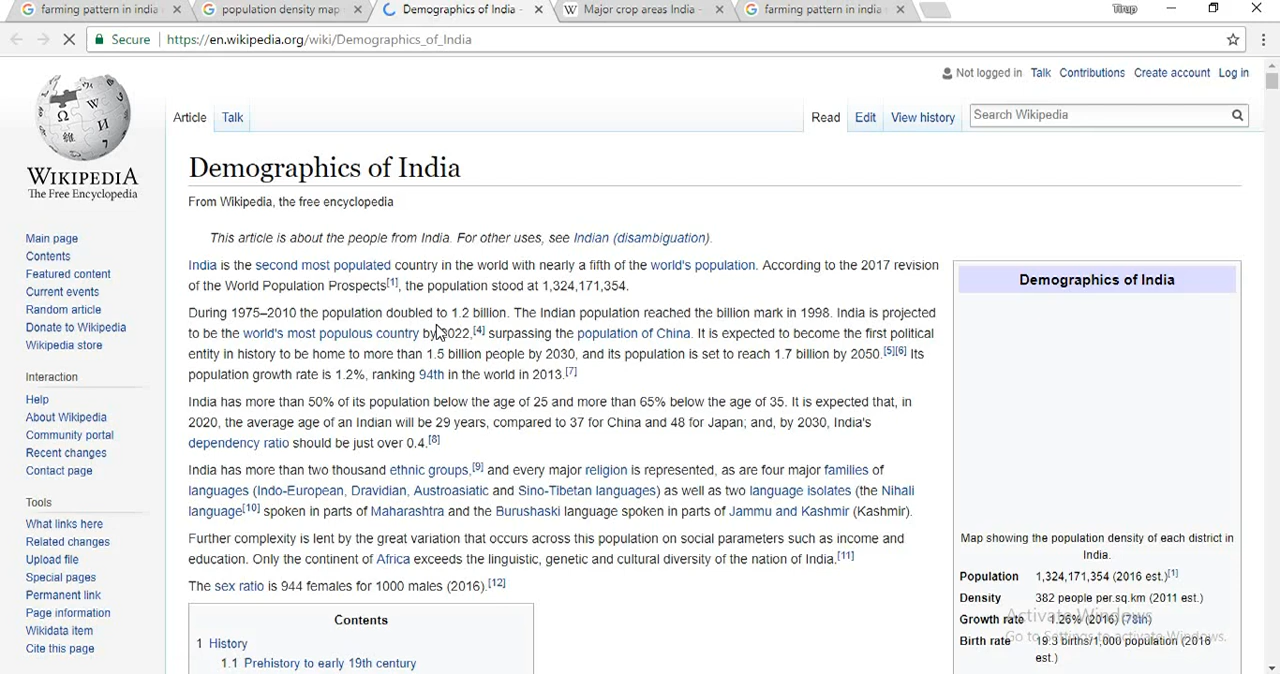 farming pattern in india
population density map
Demographics of India -
Major crop areas India -
farming pattern in india
Tirup
Secure
https://en.wikipedia.org/wiki/Demographics_of_India
Not logged in Talk Contributions Create account Log in
WIKIPEDIA
The Free Encyclopedia
Article Talk
Read Edit View history
Search Wikipedia
Main page
Contents
Featured content
Current events
Random article
Donate to Wikipedia
Wikipedia store
Interaction
Help
About Wikipedia
Community portal
Recent changes
Contact page
Tools
What links here
Related changes
Upload file
Special pages
Permanent link
Page information
Wikidata item
Cite this page
Demographics of India
From Wikipedia, the free encyclopedia
This article is about the people from India. For other uses, see Indian (disambiguation).
India is the second most populated country in the world with nearly a fifth of the world's population. According to the 2017 revision
of the World Population Prospects[1], the population stood at 1,324,171,354.
During 1975–2010 the population doubled to 1.2 billion. The Indian population reached the billion mark in 1998. India is projected
to be the world's most populous country by 2022,[4] surpassing the population of China. It is expected to become the first political
entity in history to be home to more than 1.5 billion people by 2030, and its population is set to reach 1.7 billion by 2050.[5][6] Its
population growth rate is 1.2%, ranking 94th in the world in 2013.[7]
India has more than 50% of its population below the age of 25 and more than 65% below the age of 35. It is expected that, in
2020, the average age of an Indian will be 29 years, compared to 37 for China and 48 for Japan; and, by 2030, India's
dependency ratio should be just over 0.4.[8]
India has more than two thousand ethnic groups,[9] and every major religion is represented, as are four major families of
languages (Indo-European, Dravidian, Austroasiatic and Sino-Tibetan languages) as well as two language isolates (the Nihali
language[10] spoken in parts of Maharashtra and the Burushaski language spoken in parts of Jammu and Kashmir (Kashmir).
Further complexity is lent by the great variation that occurs across this population on social parameters such as income and
education. Only the continent of Africa exceeds the linguistic, genetic and cultural diversity of the nation of India.[11]
The sex ratio is 944 females for 1000 males (2016).[12]
Contents
1 History
1.1 Prehistory to early 19th century
Demographics of India
Map showing the population density of each district in
India.
Population 1,324,171,354 (2016 est.)[1]
Density 382 people per.sq.km (2011 est.)
Growth rate 1.26% (2016) (78th)
Birth rate 19.3 births/1,000 population (2016
est.)
Activate Windows
Go to Settings to activate Windows.